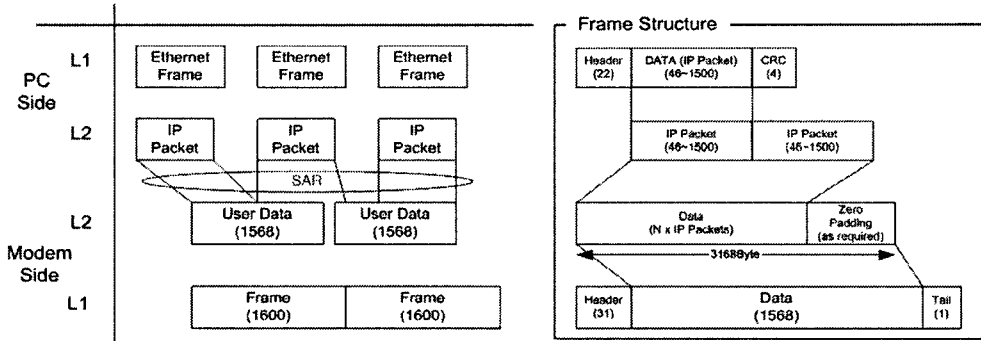 Frame Structure
L1
Ethernet
Frame
Ethernet
Frame
Ethernet
Frame
Header
(22)
DATA (IP Packet)
(46~1500)
CRC
(4)
PC
Side
L2
IP
Packet
IP
Packet
IP
Packet
IP Packet
(46~1500)
IP Packet
(46~1500)
SAR
L2
User Data
(1568)
User Data
(1568)
Data
(N x IP Packets)
Zero
Padding
(as required)
3168Byte
Modem
Side
L1
Frame
(1600)
Frame
(1600)
Header
(31)
Data
(1568)
Tail
(1)